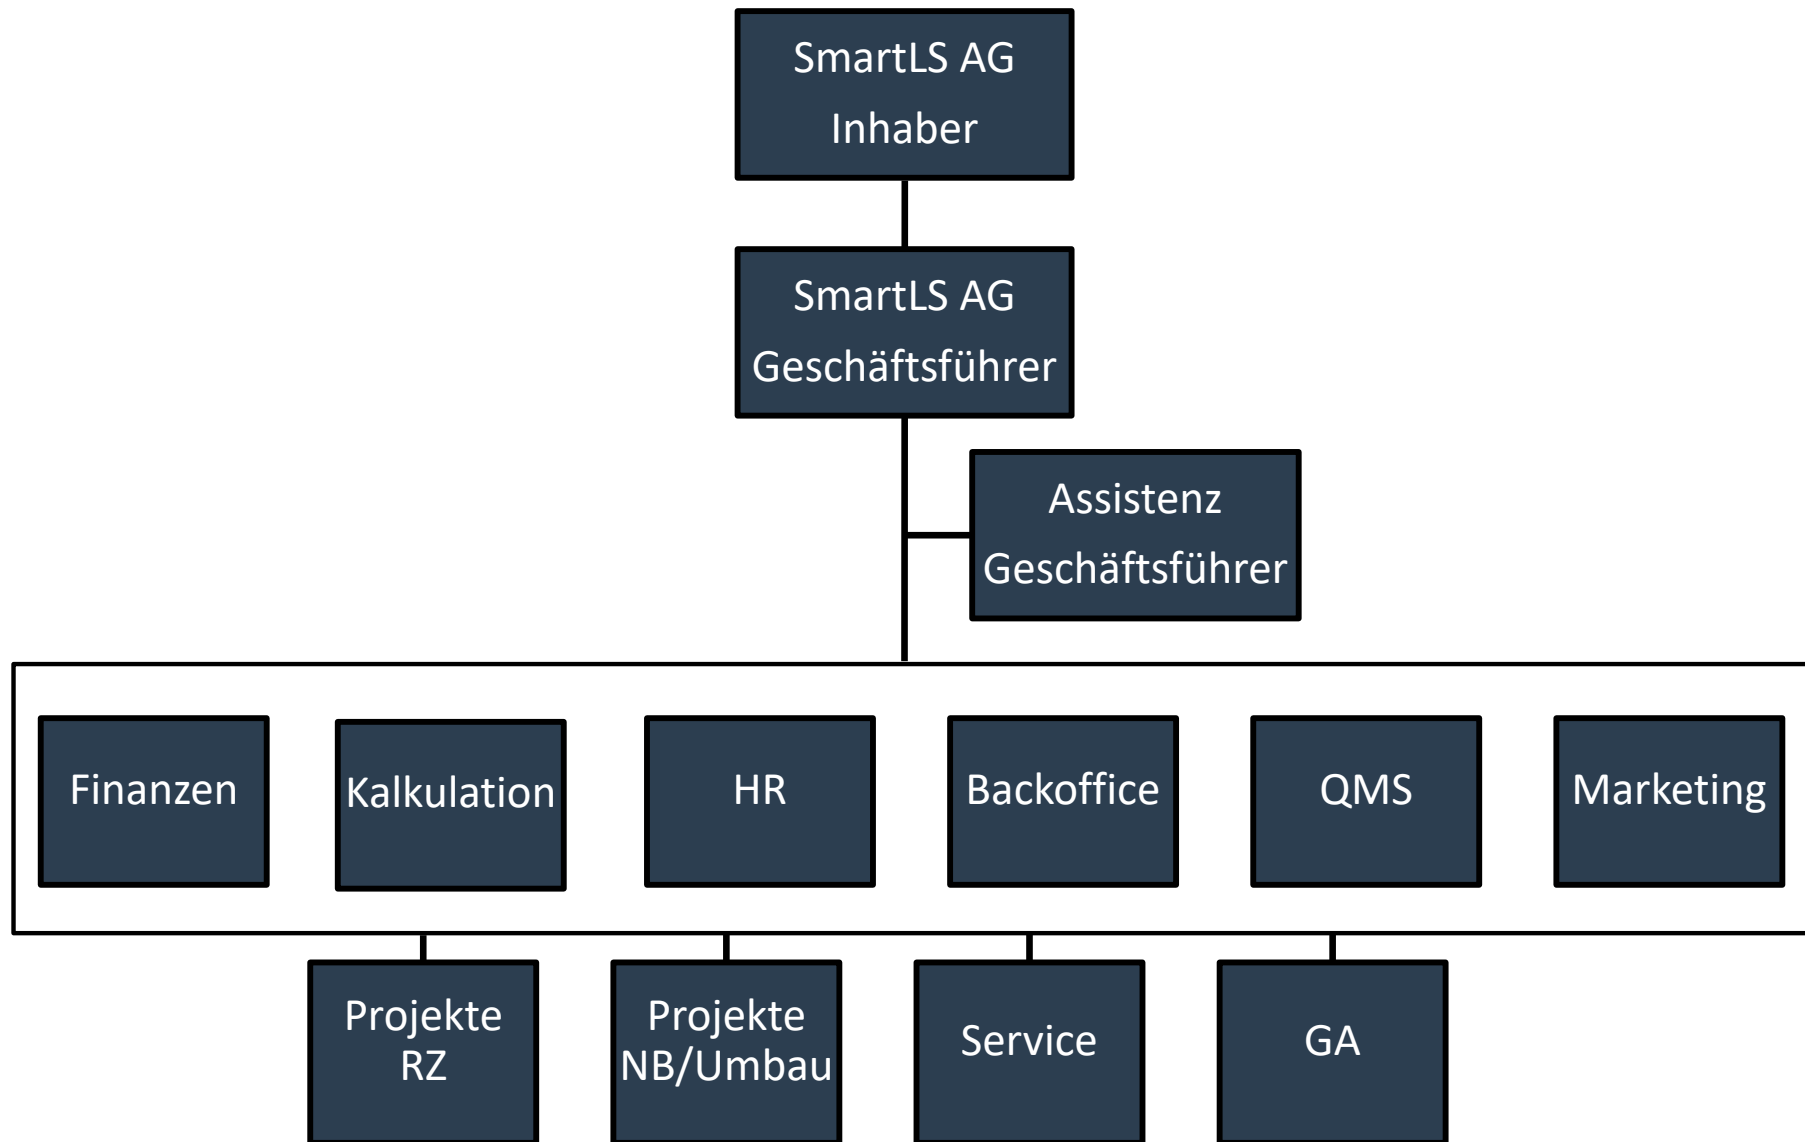 SmartLS AG
Inhaber
SmartLS AG
Geschäftsführer
Assistenz
Geschäftsführer
Finanzen
Kalkulation
HR
Backoffice
QMS
Marketing
Projekte
RZ
Projekte
NB/Umbau
Service
GA